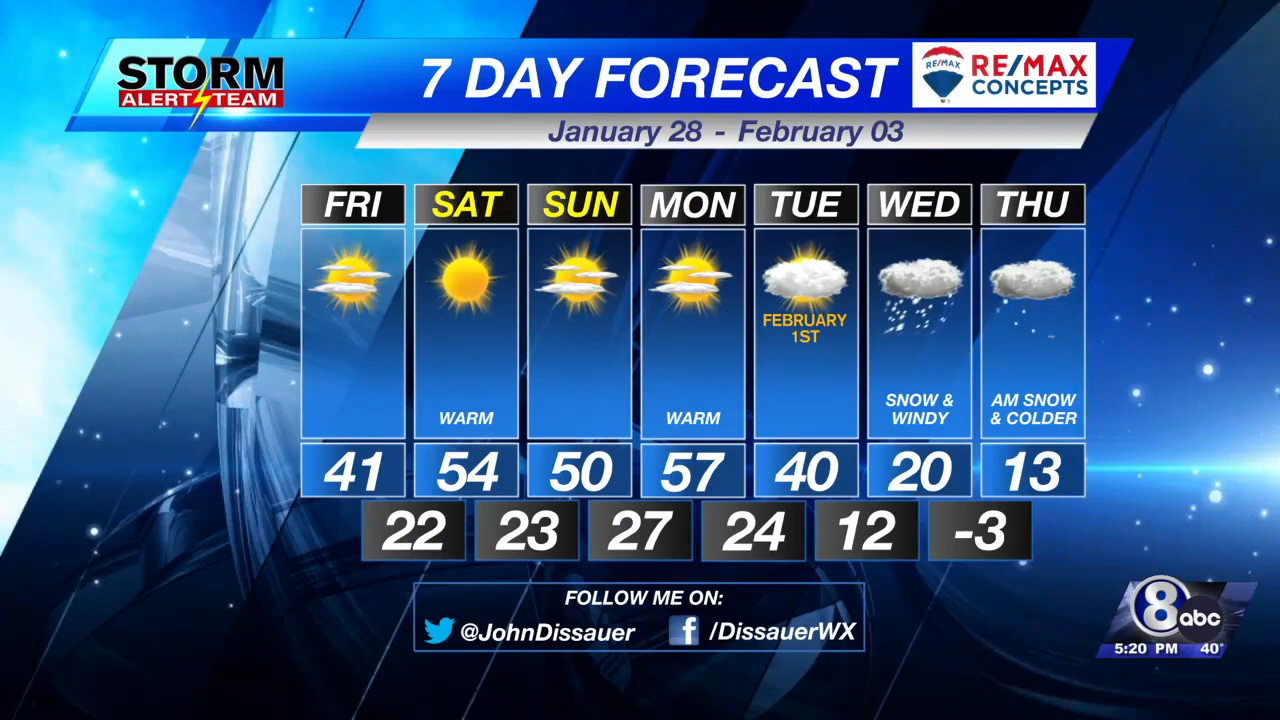 STORM
ALERT TEAM
7 DAY FORECAST
RE/MAX
RE/MAX
CONCEPTS
January 28 - February 03
FRI SAT SUN MON TUE WED THU
FEBRUARY
1ST
WARM WARM SNOW &
WINDY AM SNOW
& COLDER
41 54 50 57 40 20 13
22 23 27 24 12 -3
FOLLOW ME ON:
@JohnDissauer /DissauerWX
8 abc
5:20 PM 40°